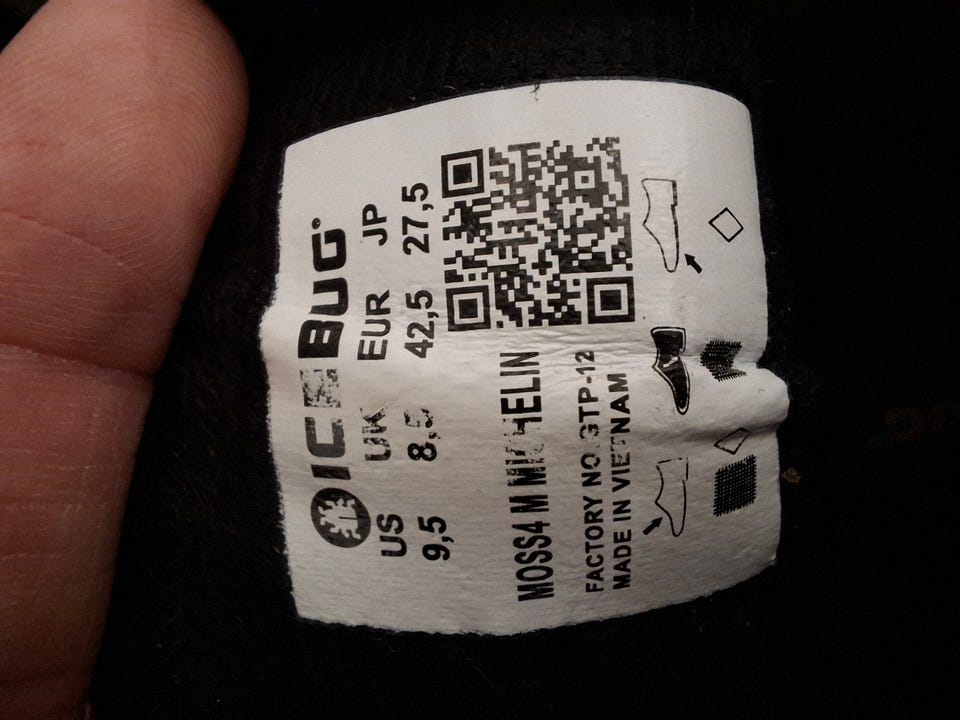 ICEBUG®
US UK EUR JP
9,5 8,5 42,5 27,5
MOSS4 M MICHELIN
FACTORY NO.GTP-12
MADE IN VIETNAM